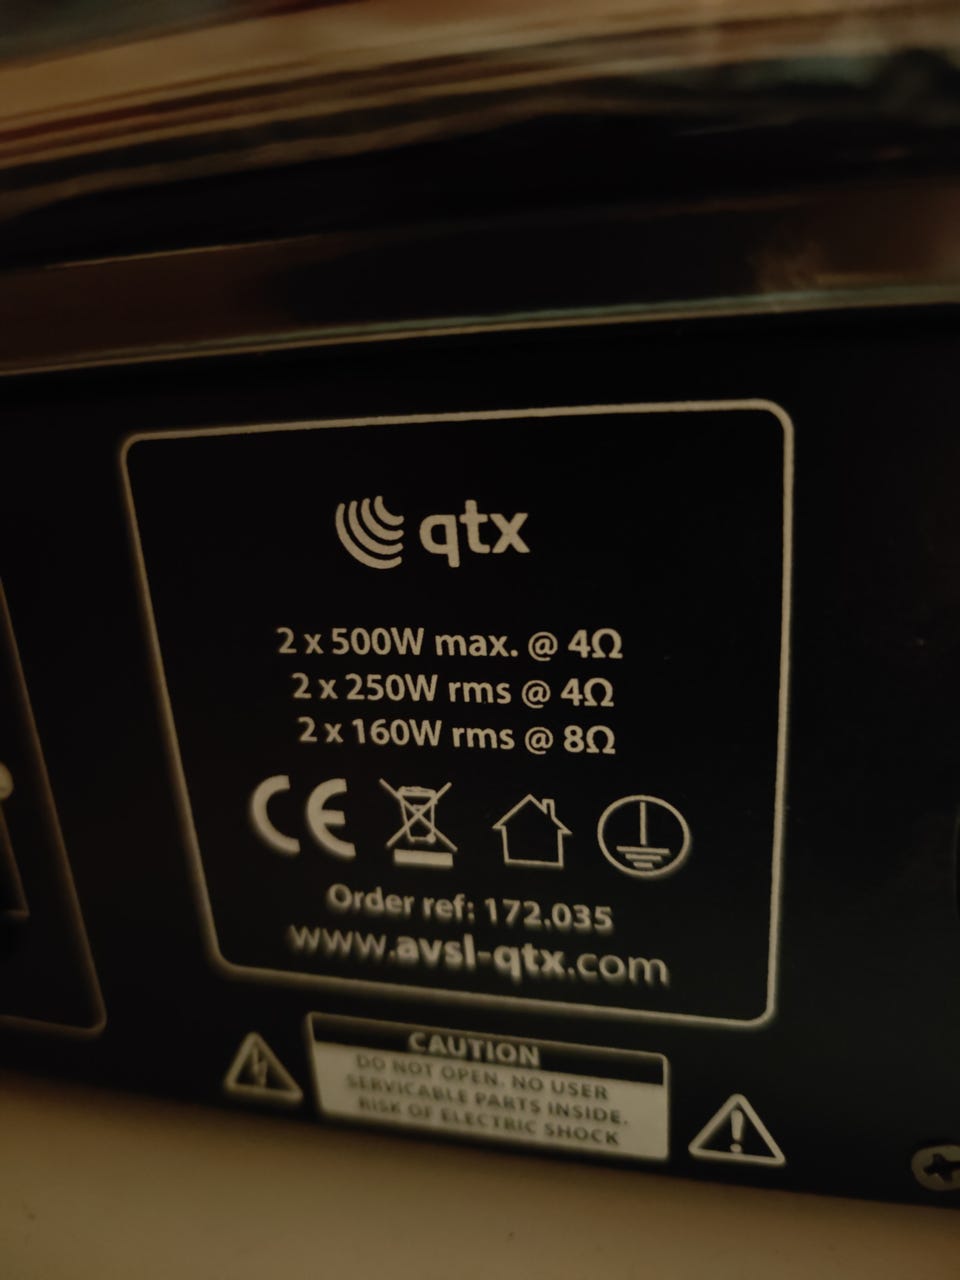 qtx
2 x 500W max. @ 4Ω
2 x 250W rms @ 4Ω
2 x 160W rms @ 8Ω
CE
Order ref: 172.035
www.avsl-qtx.com
CAUTION
DO NOT OPEN. NO USER
SERVICABLE PARTS INSIDE.
RISK OF ELECTRIC SHOCK